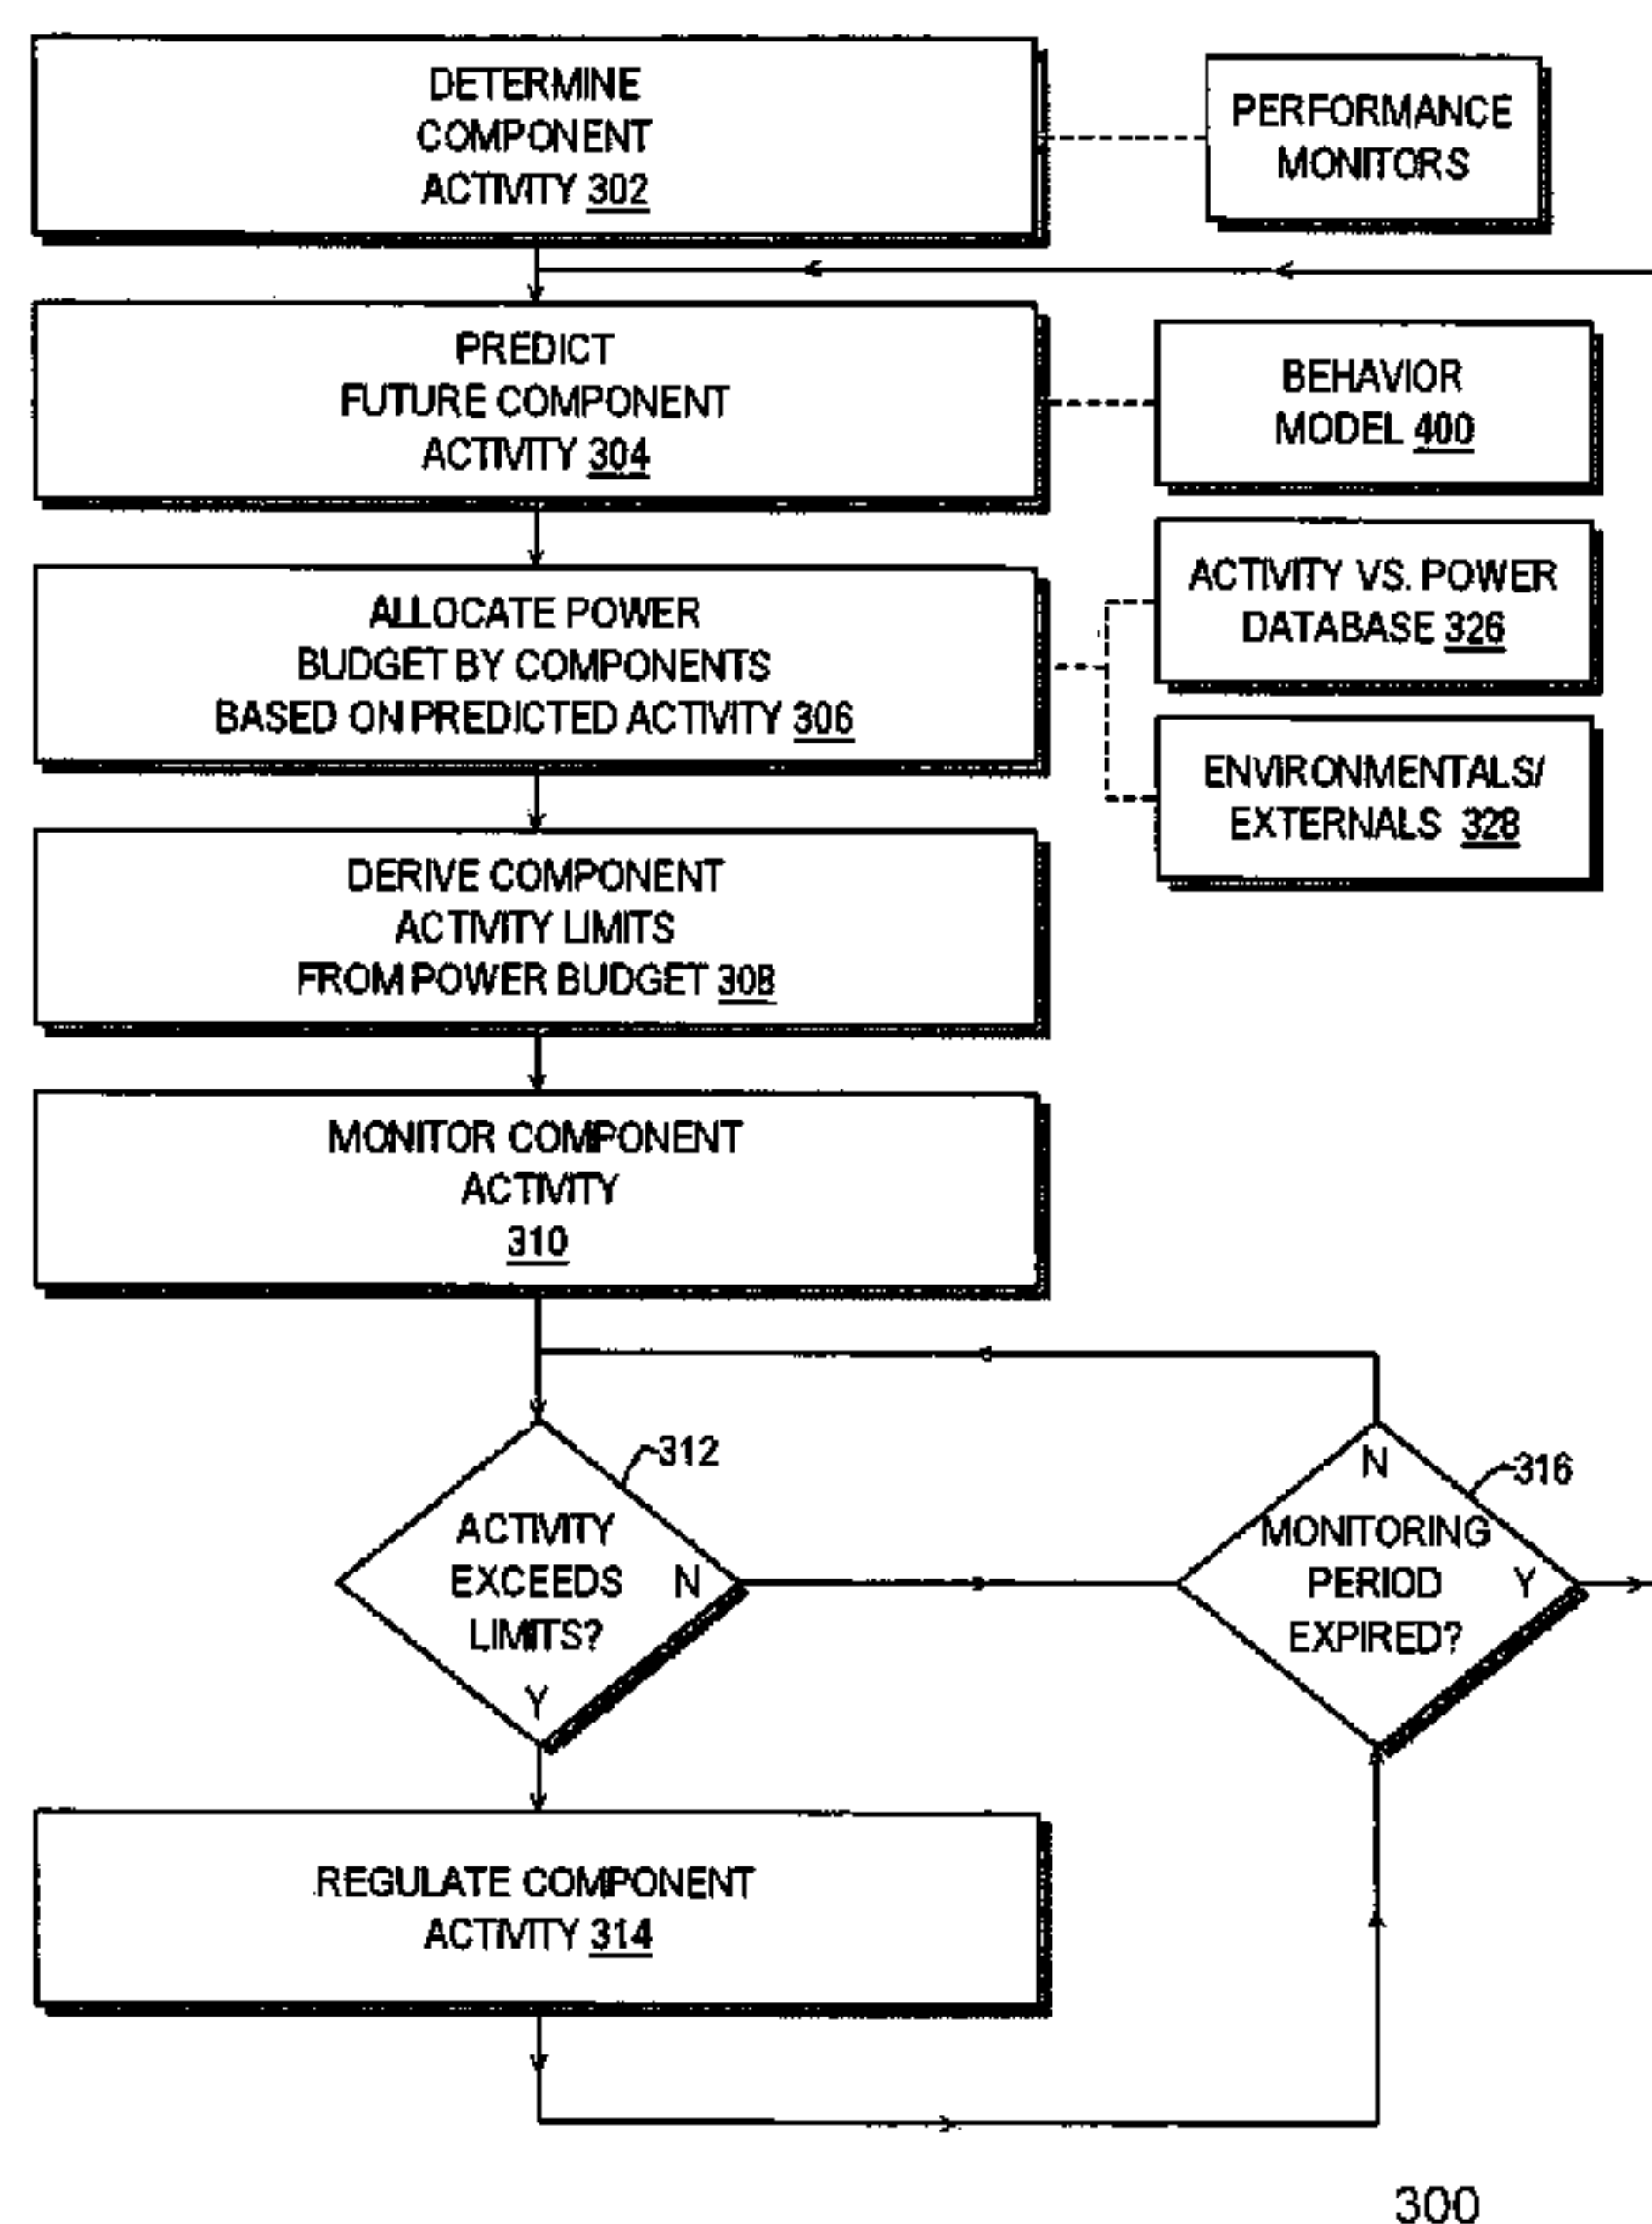 DETERMINE
COMPONENT
ACTIVITY 302
PERFORMANCE
MONITORS
PREDICT
FUTURE COMPONENT
ACTIVITY 304
BEHAVIOR
MODEL 400
ALLOCATE POWER
BUDGET BY COMPONENTS
BASED ON PREDICTED ACTIVITY 306
ACTIVITY VS. POWER
DATABASE 326
ENVIRONMENTALS/
EXTERNALS 328
DERIVE COMPONENT
ACTIVITY LIMITS
FROM POWER BUDGET 308
MONITOR COMPONENT
ACTIVITY
310
312
ACTIVITY
EXCEEDS
LIMITS?
N
Y
316
N
MONITORING
PERIOD
EXPIRED?
Y
REGULATE COMPONENT
ACTIVITY 314
300